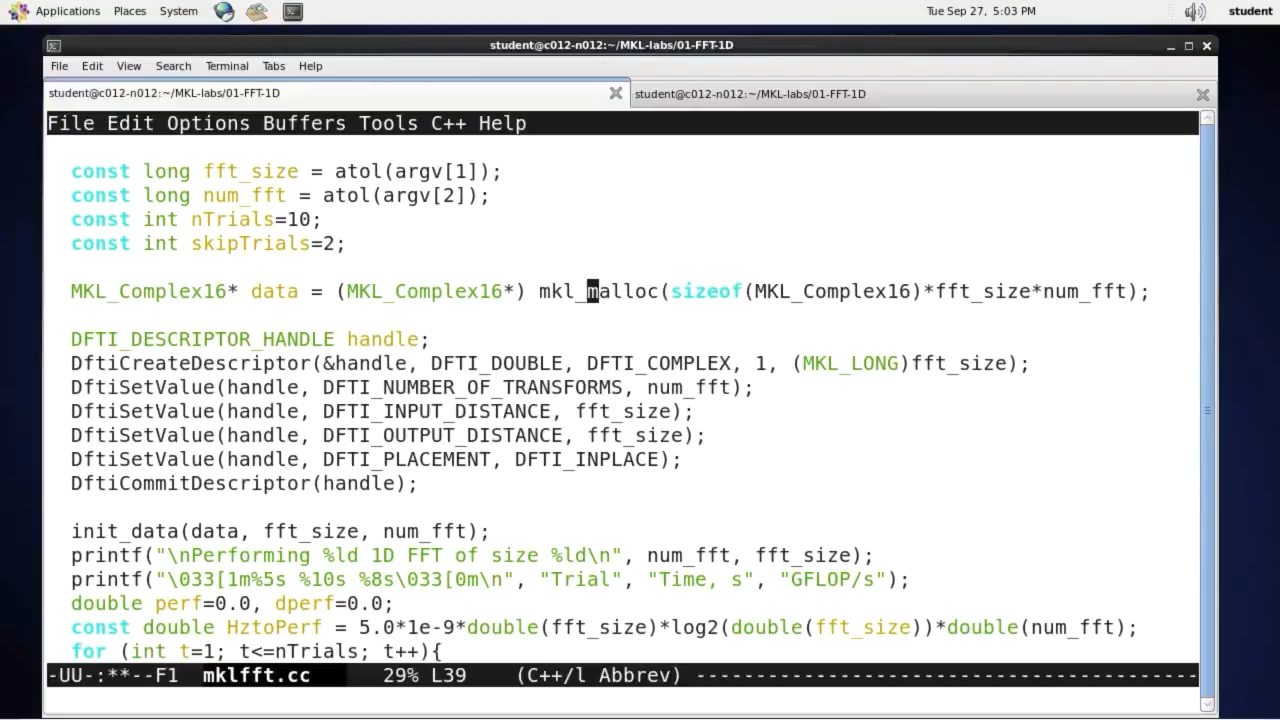 Applications Places System Tue Sep 27, 5:03 PM student
student@c012-n012:~/MKL-labs/01-FFT-1D
File Edit View Search Terminal Tabs Help
student@c012-n012:~/MKL-labs/01-FFT-1D student@c012-n012:~/MKL-labs/01-FFT-1D
File Edit Options Buffers Tools C++ Help
const long fft_size = atol(argv[1]);
const long num_fft = atol(argv[2]);
const int nTrials=10;
const int skipTrials=2;
MKL_Complex16* data = (MKL_Complex16*) mkl_malloc(sizeof(MKL_Complex16)*fft_size*num_fft);
DFTI_DESCRIPTOR_HANDLE handle;
DftiCreateDescriptor(&handle, DFTI_DOUBLE, DFTI_COMPLEX, 1, (MKL_LONG)fft_size);
DftiSetValue(handle, DFTI_NUMBER_OF_TRANSFORMS, num_fft);
DftiSetValue(handle, DFTI_INPUT_DISTANCE, fft_size);
DftiSetValue(handle, DFTI_OUTPUT_DISTANCE, fft_size);
DftiSetValue(handle, DFTI_PLACEMENT, DFTI_INPLACE);
DftiCommitDescriptor(handle);
init_data(data, fft_size, num_fft);
printf("\nPerforming %ld 1D FFT of size %ld\n", num_fft, fft_size);
printf("\033[1m%5s %10s %8s\033[0m\n", "Trial", "Time, s", "GFLOP/s");
double perf=0.0, dperf=0.0;
const double HztoPerf = 5.0*1e-9*double(fft_size)*log2(double(fft_size))*double(num_fft);
for (int t=1; t<=nTrials; t++){
-UU-:**--F1 mklfft.cc 29% L39 (C++/l Abbrev) ------------------------------------------